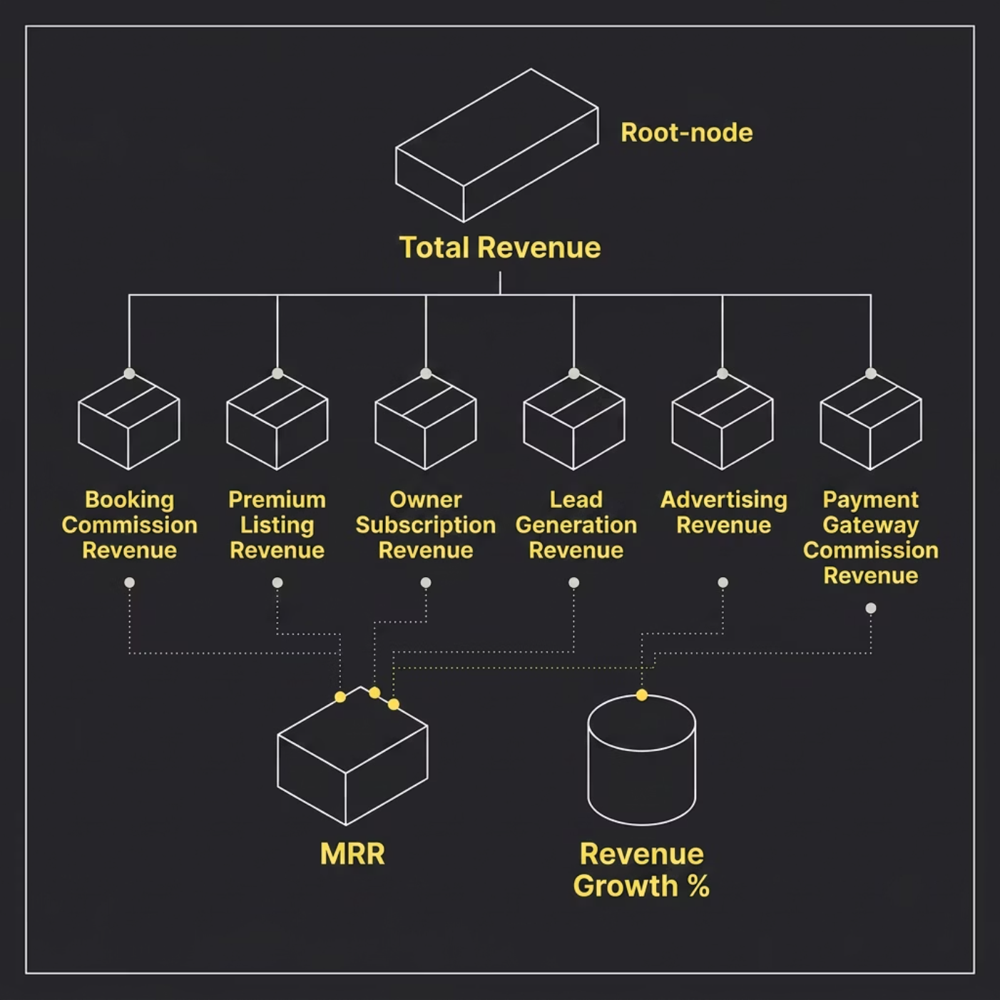 Root-node
Total Revenue
Booking
Commission
Revenue
Premium
Listing
Revenue
Owner
Subscription
Revenue
Lead
Generation
Revenue
Advertising
Revenue
Payment
Gateway
Commission
Revenue
MRR
Revenue
Growth %